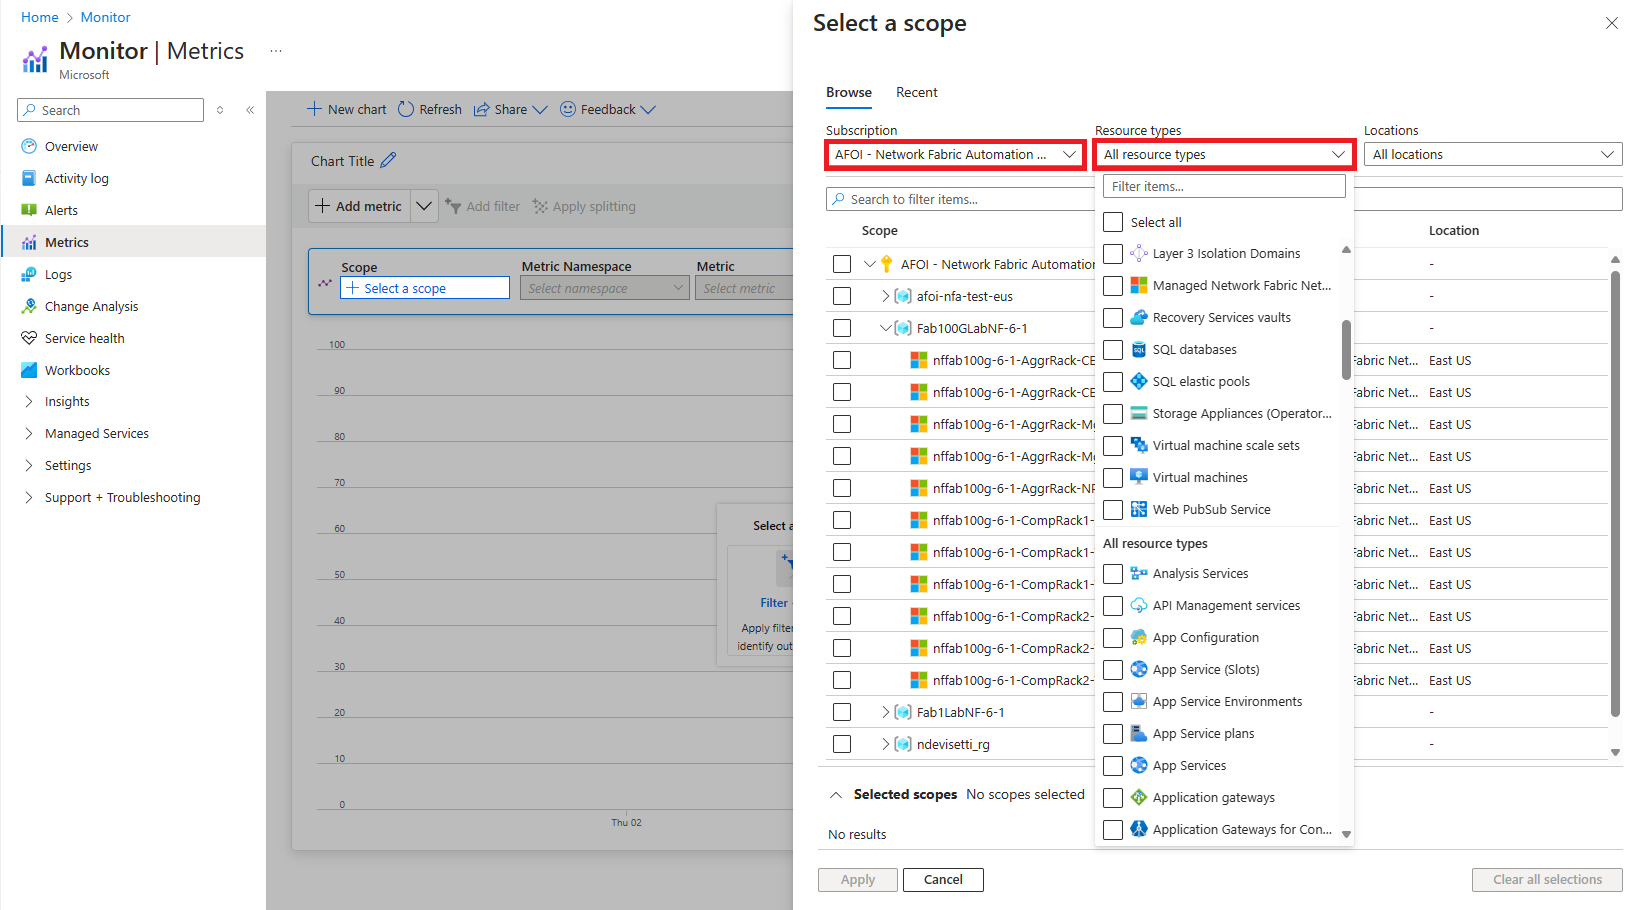 Home > Monitor
Monitor | Metrics ...
Microsoft
Search
Overview
Activity log
Alerts
Metrics
Logs
Change Analysis
Service health
Workbooks
Insights
Managed Services
Settings
Support + Troubleshooting
New chart Refresh Share Feedback
Chart Title
Add metric Add filter Apply splitting
Scope Metric Namespace Metric
+ Select a scope Select namespace Select metric
100
90
80
70
60
50
40
30
20
10
0
Thu 02
Select a
Filter
Apply filter
identify out
Select a scope
Browse Recent
Subscription Resource types Locations
AFOI - Network Fabric Automation ... All resource types All locations
Search to filter items...
Scope Location
AFOI - Network Fabric Automation -
afoi-nfa-test-eus -
Fab100GLabNF-6-1 -
nffab100g-6-1-AggrRack-CE Fabric Net... East US
nffab100g-6-1-AggrRack-CE Fabric Net... East US
nffab100g-6-1-AggrRack-Mg Fabric Net... East US
nffab100g-6-1-AggrRack-Mg Fabric Net... East US
nffab100g-6-1-AggrRack-NP Fabric Net... East US
nffab100g-6-1-CompRack1- Fabric Net... East US
nffab100g-6-1-CompRack1- Fabric Net... East US
nffab100g-6-1-CompRack1- Fabric Net... East US
nffab100g-6-1-CompRack2- Fabric Net... East US
nffab100g-6-1-CompRack2- Fabric Net... East US
nffab100g-6-1-CompRack2- Fabric Net... East US
Fab1LabNF-6-1 -
ndevisetti_rg -
Filter items...
Select all
Layer 3 Isolation Domains
Managed Network Fabric Net...
Recovery Services vaults
SQL databases
SQL elastic pools
Storage Appliances (Operator...
Virtual machine scale sets
Virtual machines
Web PubSub Service
All resource types
Analysis Services
API Management services
App Configuration
App Service (Slots)
App Service Environments
App Service plans
App Services
Application gateways
Application Gateways for Con...
Selected scopes No scopes selected
No results
Apply Cancel Clear all selections